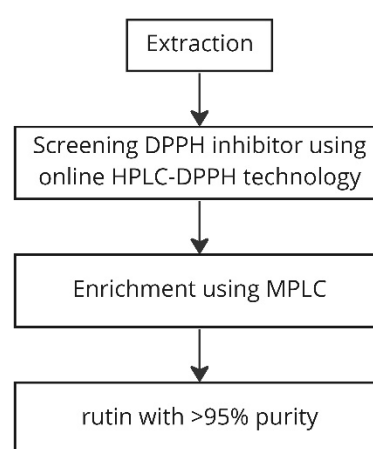 Extraction
Screening DPPH inhibitor using
online HPLC-DPPH technology
Enrichment using MPLC
rutin with >95% purity